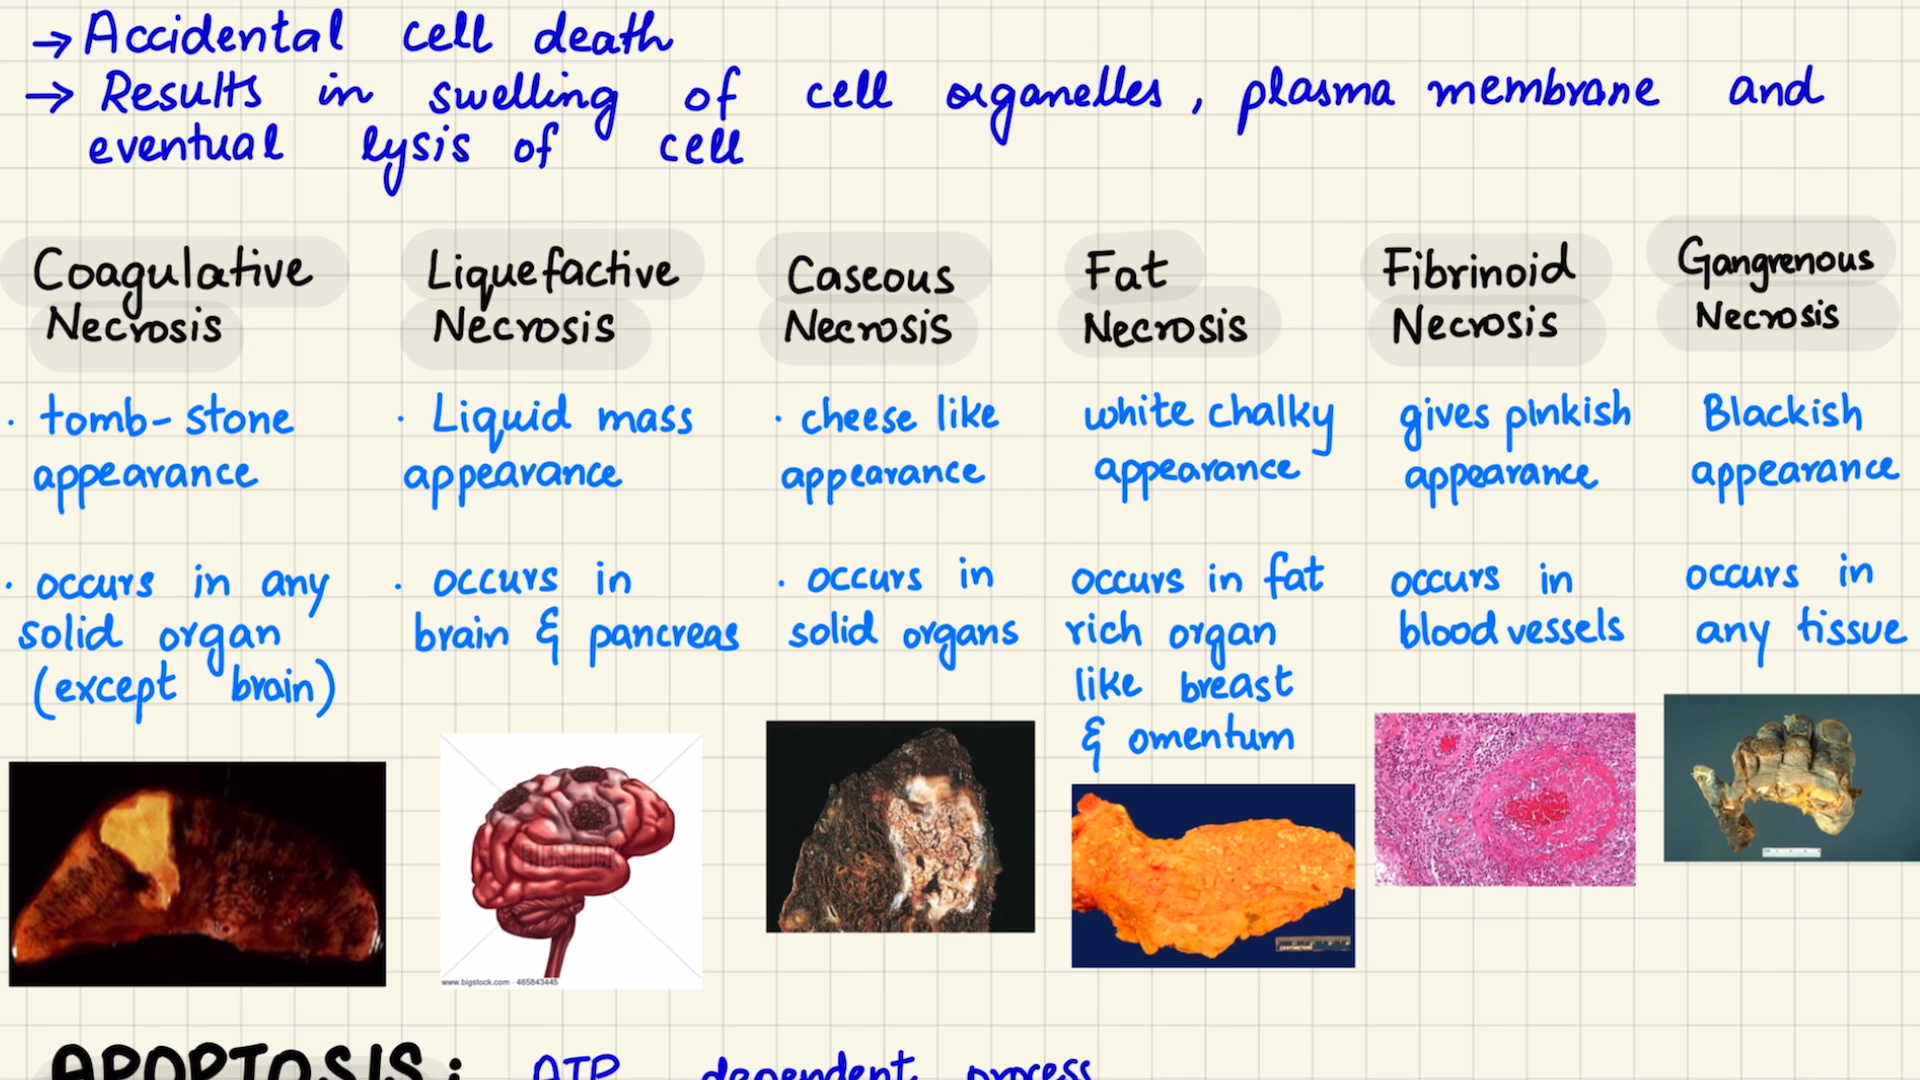 → Accidental cell death
→ Results in swelling of cell organelles, plasma membrane and
eventual lysis of cell
Coagulative
Necrosis
· tomb-stone
appearance
· occurs in any
solid organ
(except brain)
Liquefactive
Necrosis
· Liquid mass
appearance
· occurs in
brain & pancreas
Caseous
Necrosis
· cheese like
appearance
· occurs in
solid organs
Fat
Necrosis
white chalky
appearance
occurs in fat
rich organ
like breast
& omentum
Fibrinoid
Necrosis
gives pinkish
appearance
occurs in
blood vessels
Gangrenous
Necrosis
Blackish
appearance
occurs in
any tissue
www.bigstock.com · 465843445
APOPTOSIS: ATP dependent process